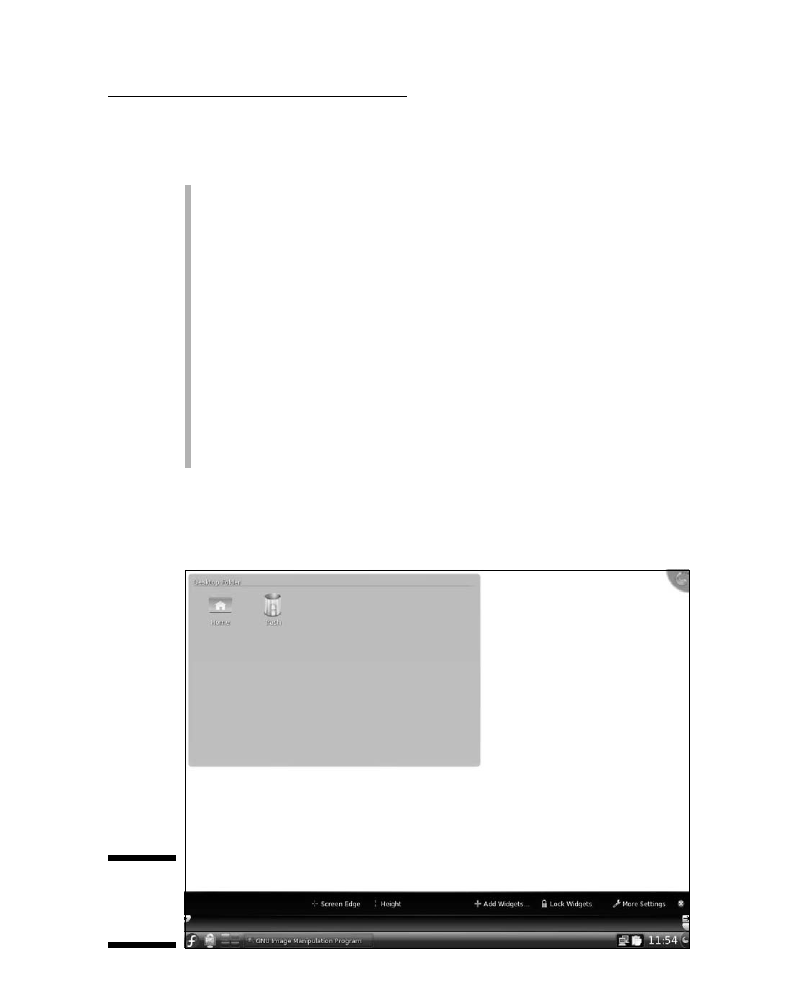 Desktop Folder
Home Trash
Screen Edge Height Add Widgets... Lock Widgets More Settings
GNU Image Manipulation Program 11:54